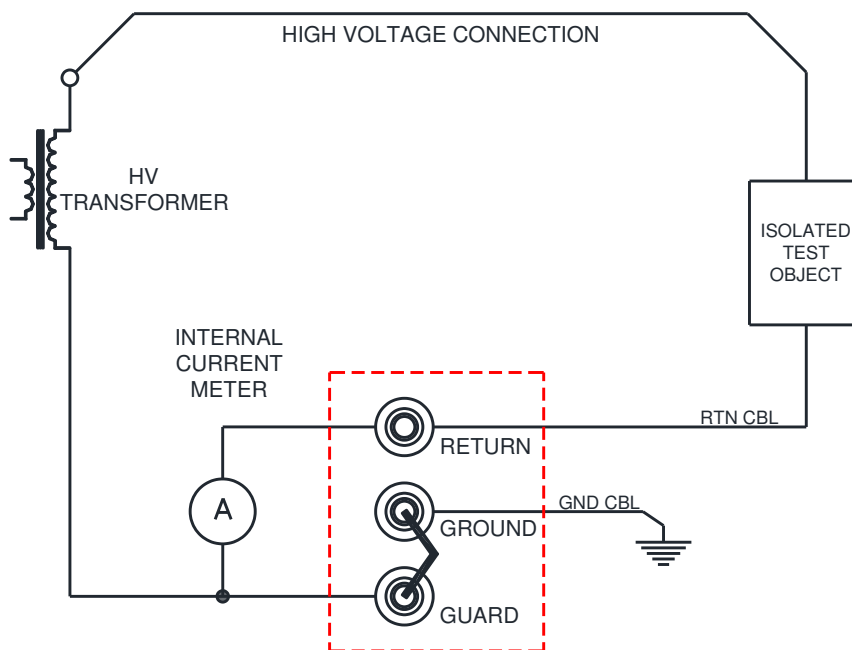 HIGH VOLTAGE CONNECTION
HV
TRANSFORMER
ISOLATED
TEST
OBJECT
INTERNAL
CURRENT
METER
RTN CBL
RETURN
A
GND CBL
GROUND
GUARD